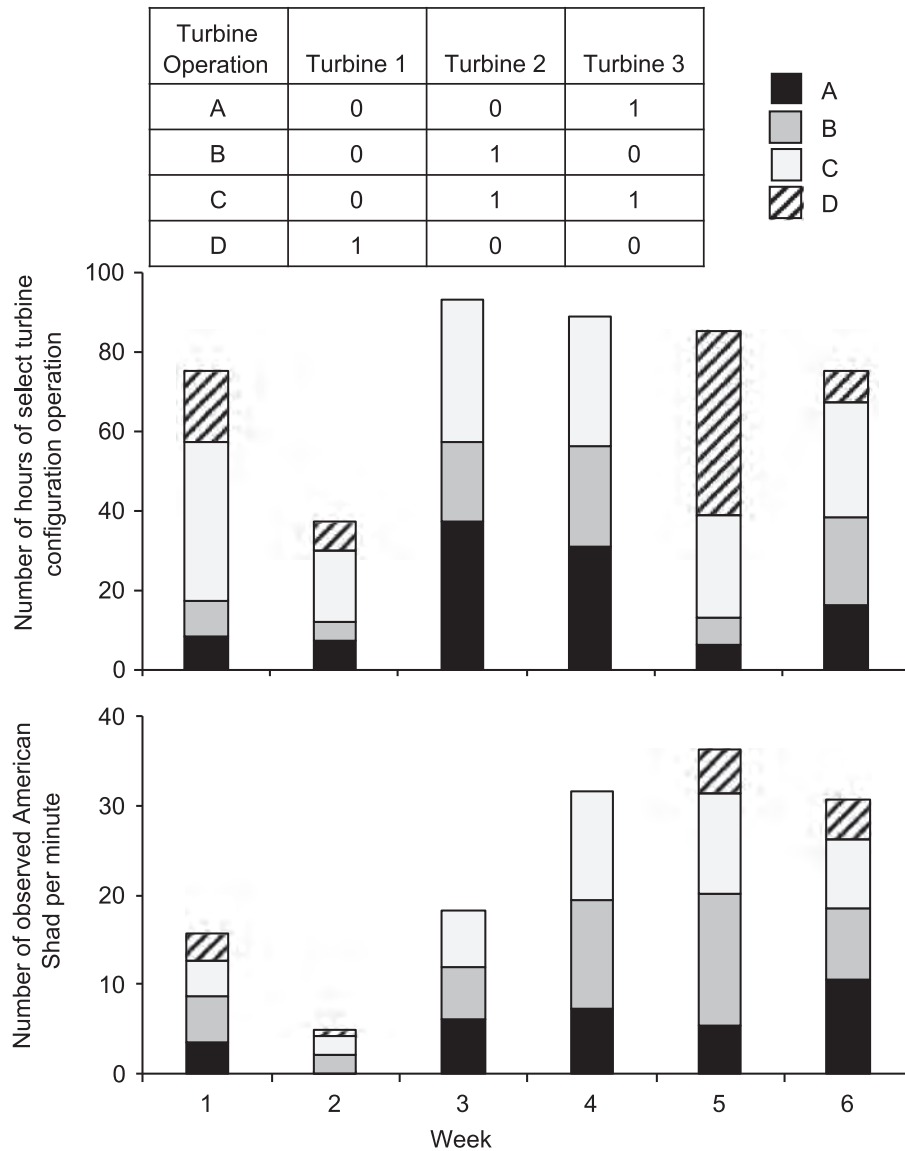 Turbine Operation Turbine 1 Turbine 2 Turbine 3
A 0 0 1
B 0 1 0
C 0 1 1
D 1 0 0
A
B
C
D
Number of hours of select turbine
configuration operation
100
80
60
40
20
0
Number of observed American
Shad per minute
40
30
20
10
0
1 2 3 4 5 6
Week